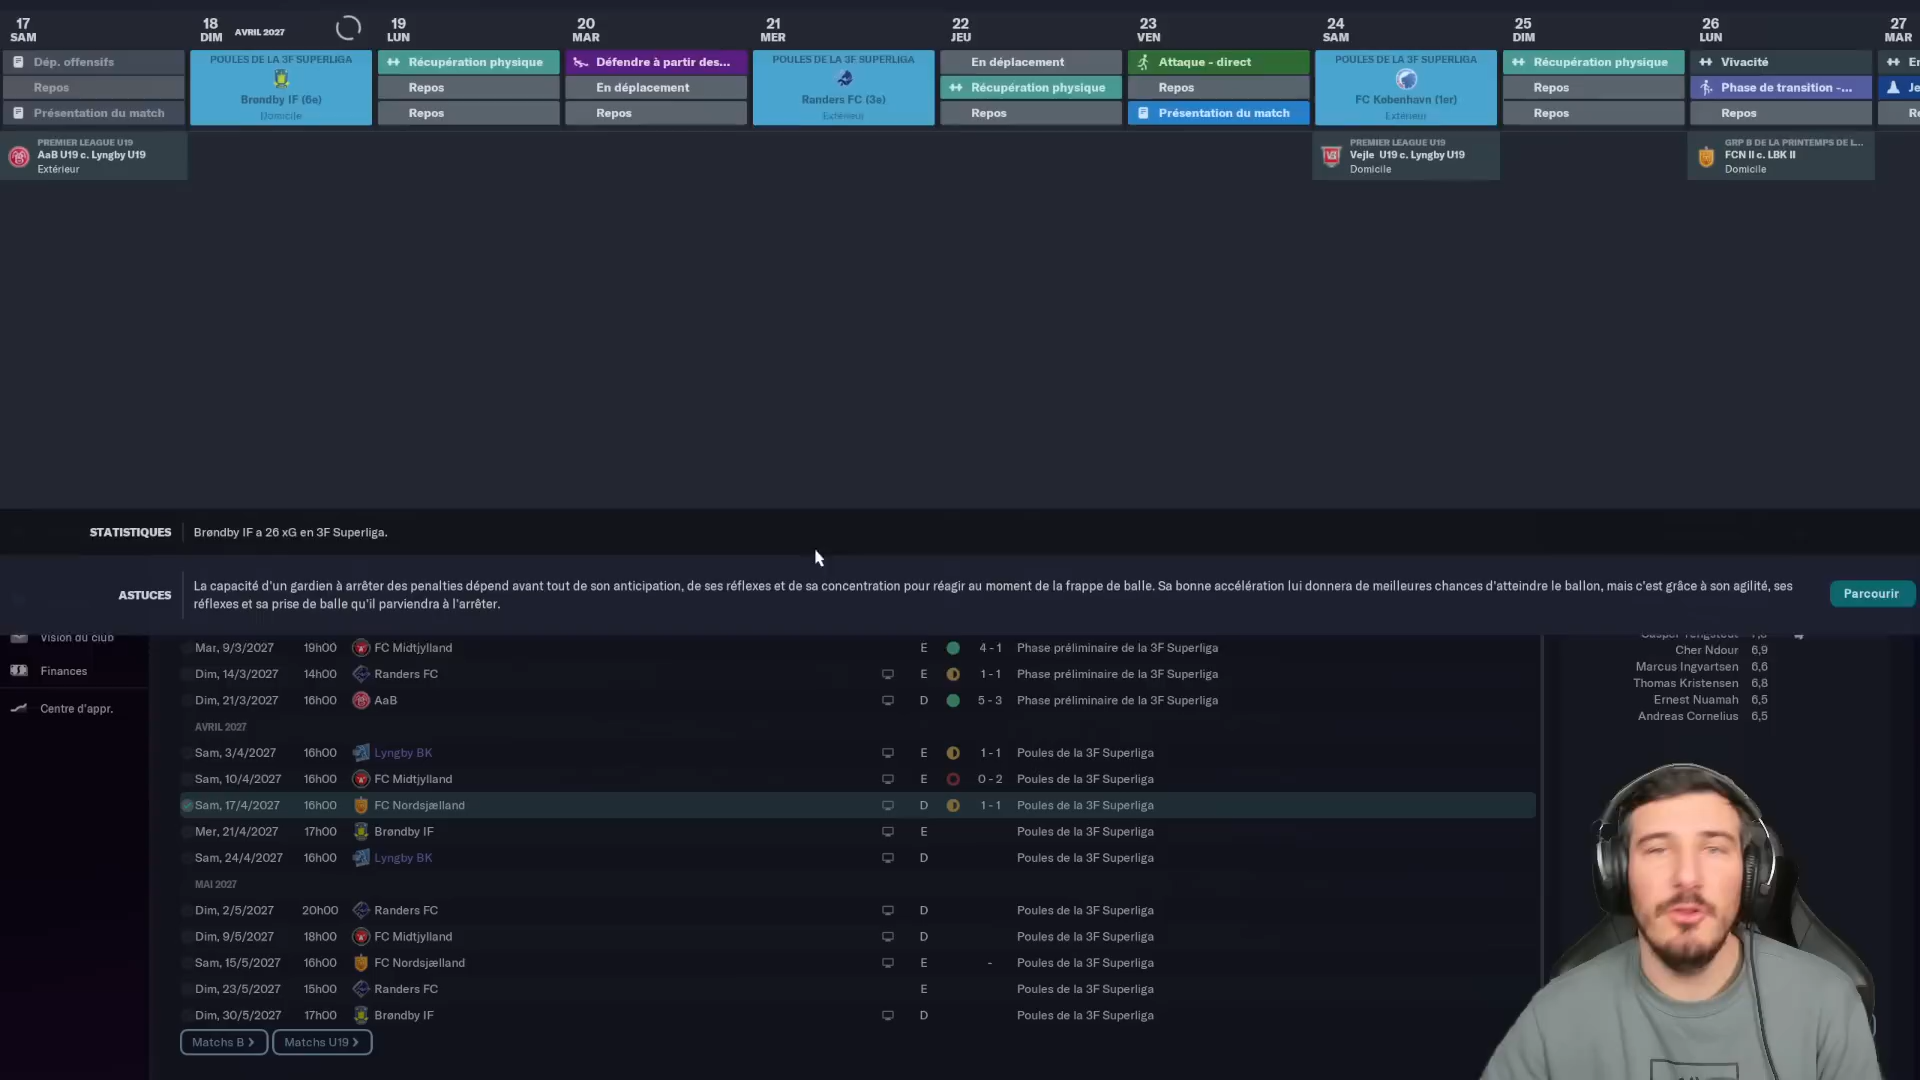 17
SAM
18
DIM
AVRIL 2027
19
LUN
20
MAR
21
MER
22
JEU
23
VEN
24
SAM
25
DIM
26
LUN
27
MAR
Dép. offensifs
Repos
Présentation du match
POULES DE LA 3F SUPERLIGA
Brøndby IF (6e)
Domicile
Récupération physique
Repos
Repos
Défendre à partir des...
En déplacement
Repos
POULES DE LA 3F SUPERLIGA
Randers FC (3e)
Extérieur
En déplacement
Récupération physique
Repos
Attaque - direct
Repos
Présentation du match
POULES DE LA 3F SUPERLIGA
FC København (1er)
Extérieur
Récupération physique
Repos
Repos
Vivacité
Phase de transition -...
Repos
PREMIER LEAGUE U19
AaB U19 c. Lyngby U19
Extérieur
PREMIER LEAGUE U19
Vejle U19 c. Lyngby U19
Domicile
GRP B DE LA PRINTEMPS DE L...
FCN II c. LBK II
Domicile
STATISTIQUES
Brøndby IF a 26 xG en 3F Superliga.
ASTUCES
La capacité d'un gardien à arrêter des penalties dépend avant tout de son anticipation, de ses réflexes et de sa concentration pour réagir au moment de la frappe de balle. Sa bonne accélération lui donnera de meilleures chances d'atteindre le ballon, mais c'est grâce à son agilité, ses
réflexes et sa prise de balle qu'il parviendra à l'arrêter.
Parcourir
Vision du club
Finances
Centre d'appr.
Mar, 9/3/2027 19h00 FC Midtjylland E 4 - 1 Phase préliminaire de la 3F Superliga
Dim, 14/3/2027 14h00 Randers FC E 1 - 1 Phase préliminaire de la 3F Superliga
Dim, 21/3/2027 16h00 AaB D 5 - 3 Phase préliminaire de la 3F Superliga
AVRIL 2027
Sam, 3/4/2027 16h00 Lyngby BK E 1 - 1 Poules de la 3F Superliga
Sam, 10/4/2027 16h00 FC Midtjylland E 0 - 2 Poules de la 3F Superliga
Sam, 17/4/2027 16h00 FC Nordsjælland D 1 - 1 Poules de la 3F Superliga
Mer, 21/4/2027 17h00 Brøndby IF E Poules de la 3F Superliga
Sam, 24/4/2027 16h00 Lyngby BK D Poules de la 3F Superliga
MAI 2027
Dim, 2/5/2027 20h00 Randers FC D Poules de la 3F Superliga
Dim, 9/5/2027 18h00 FC Midtjylland D Poules de la 3F Superliga
Sam, 15/5/2027 16h00 FC Nordsjælland E - Poules de la 3F Superliga
Dim, 23/5/2027 15h00 Randers FC E Poules de la 3F Superliga
Dim, 30/5/2027 17h00 Brøndby IF D Poules de la 3F Superliga
Matchs B
Matchs U19
Cher Ndour 6,9
Marcus Ingvartsen 6,6
Thomas Kristensen 6,8
Ernest Nuamah 6,5
Andreas Cornelius 6,5